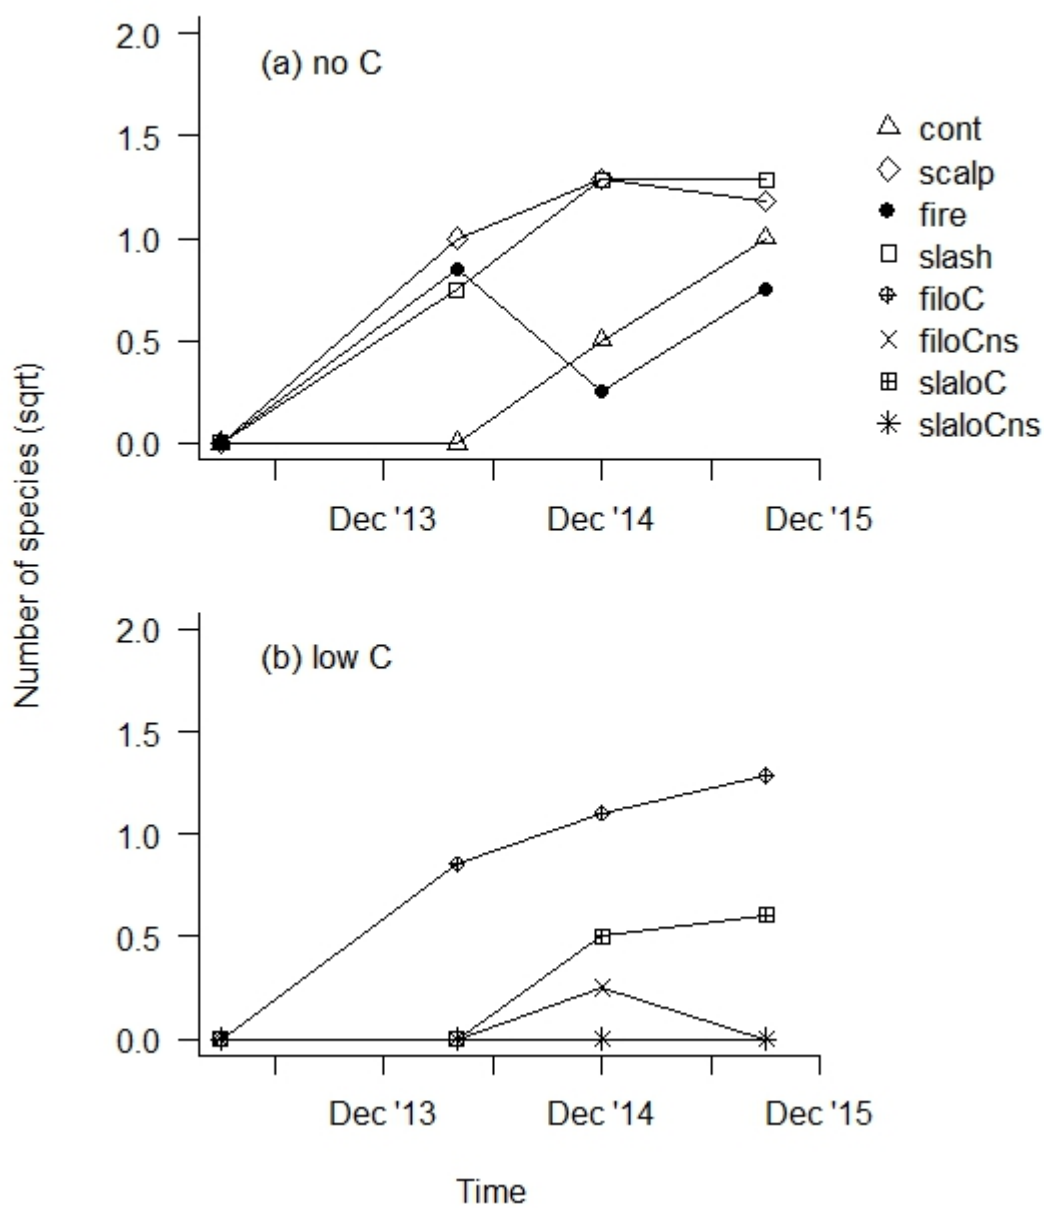 (a) no C
2.0
1.5
1.0
0.5
0.0
Dec '13
Dec '14
Dec '15
cont
scalp
fire
slash
filoC
filoCns
slaloC
slaloCns
Number of species (sqrt)
(b) low C
2.0
1.5
1.0
0.5
0.0
Dec '13
Dec '14
Dec '15
Time